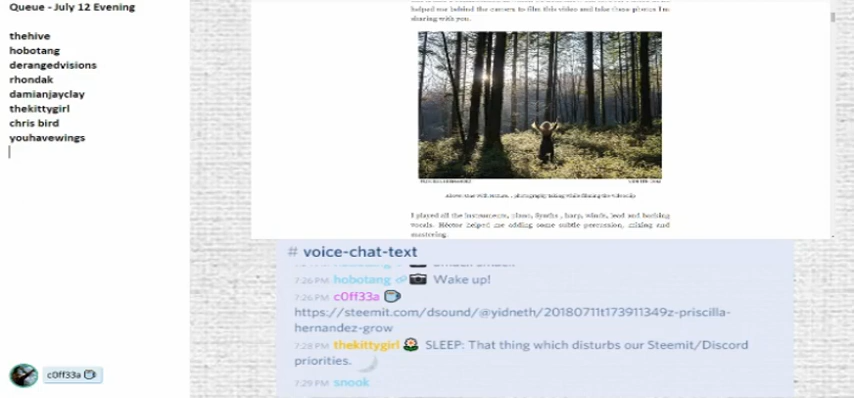 Queue - July 12 Evening
thehive
hobotang
derangedvisions
rhondak
damianjayclay
thekittygirl
chris bird
youhavewings
c0ff33a
helped me behind the camera to film this video and take these photos I'm
sharing with you.
I played all the instruments, piano, Synths , harp, winds, lead and backing
vocals. Héctor helped me adding some subtle percussion, mixing and
mastering.
# voice-chat-text
7:26 PM hobotang Wake up!
7:26 PM c0ff33a
https://steemit.com/dsound/@yidneth/20180711t173911349z-priscilla-
hernandez-grow
7:28 PM thekittygirl SLEEP: That thing which disturbs our Steemit/Discord
priorities.
7:29 PM snook